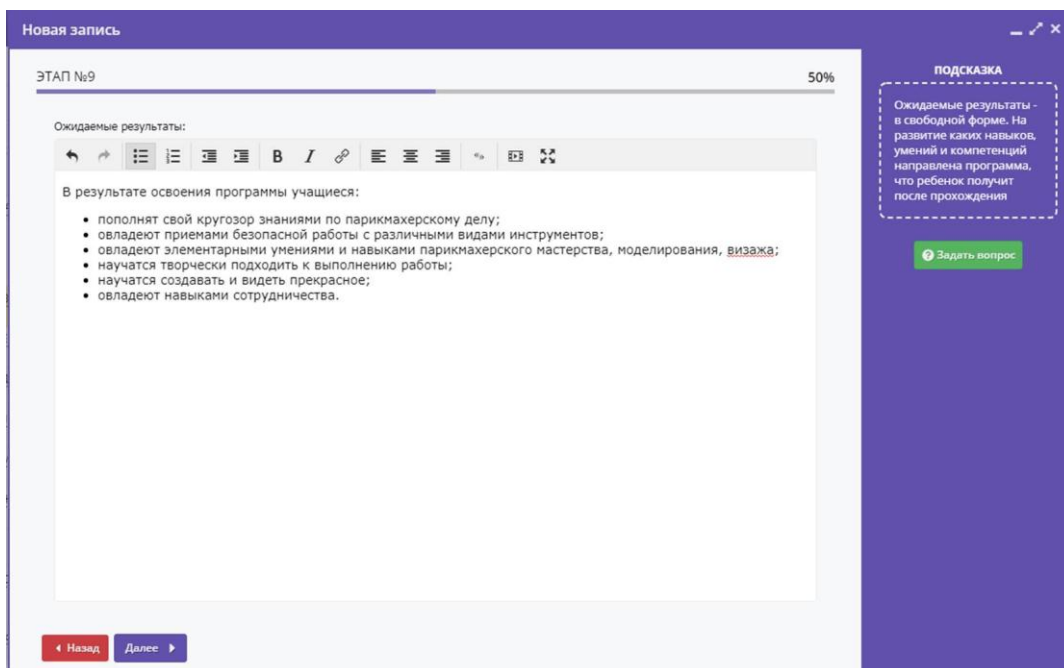 Новая запись
ЭТАП №9
50%
Ожидаемые результаты:
В результате освоения программы учащиеся:
• пополнят свой кругозор знаниями по парикмахерскому делу;
• овладеют приемами безопасной работы с различными видами инструментов;
• овладеют элементарными умениями и навыками парикмахерского мастерства, моделирования, визажа;
• научатся творчески подходить к выполнению работы;
• научатся создавать и видеть прекрасное;
• овладеют навыками сотрудничества.
Назад
Далее
ПОДСКАЗКА
Ожидаемые результаты -
в свободной форме. На
развитие каких навыков,
умений и компетенций
направлена программа,
что ребенок получит
после прохождения
Задать вопрос